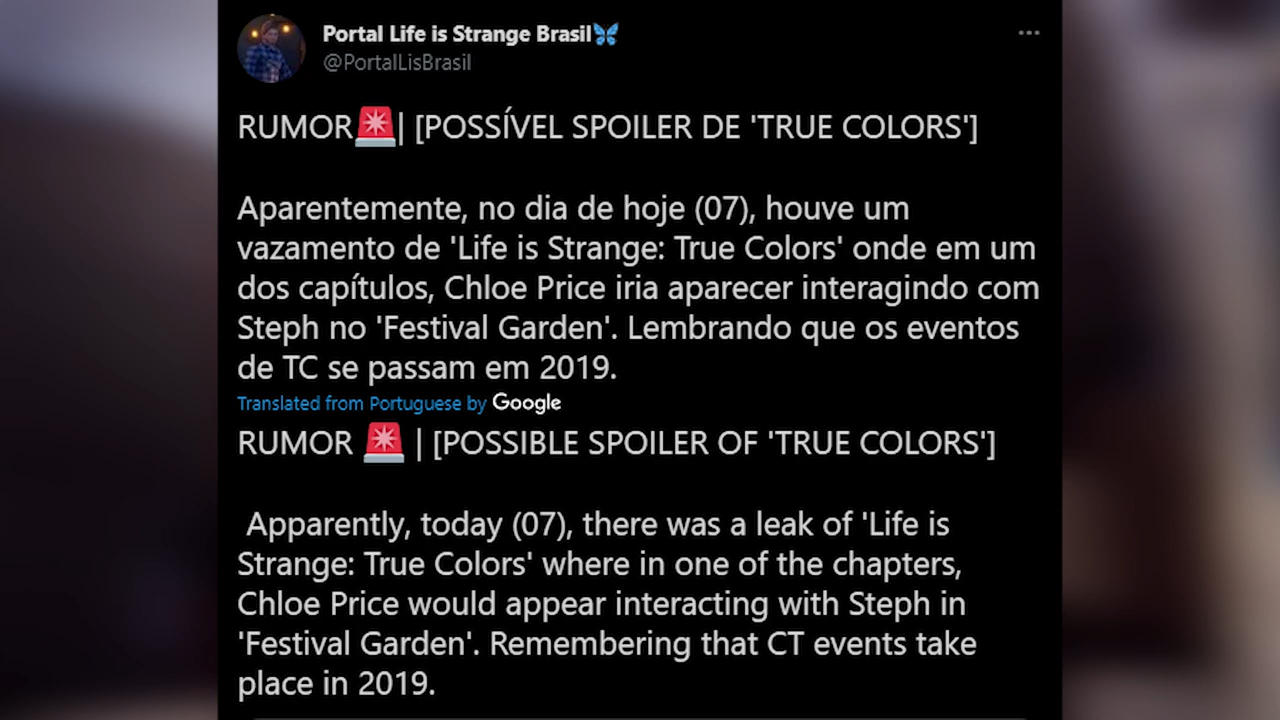 Portal Life is Strange Brasil🦋
@PortalLisBrasil
RUMOR🚨| [POSSÍVEL SPOILER DE 'TRUE COLORS']
Aparentemente, no dia de hoje (07), houve um
vazamento de 'Life is Strange: True Colors' onde em um
dos capítulos, Chloe Price iria aparecer interagindo com
Steph no 'Festival Garden'. Lembrando que os eventos
de TC se passam em 2019.
Translated from Portuguese by Google
RUMOR 🚨 | [POSSIBLE SPOILER OF 'TRUE COLORS']
Apparently, today (07), there was a leak of 'Life is
Strange: True Colors' where in one of the chapters,
Chloe Price would appear interacting with Steph in
'Festival Garden'. Remembering that CT events take
place in 2019.